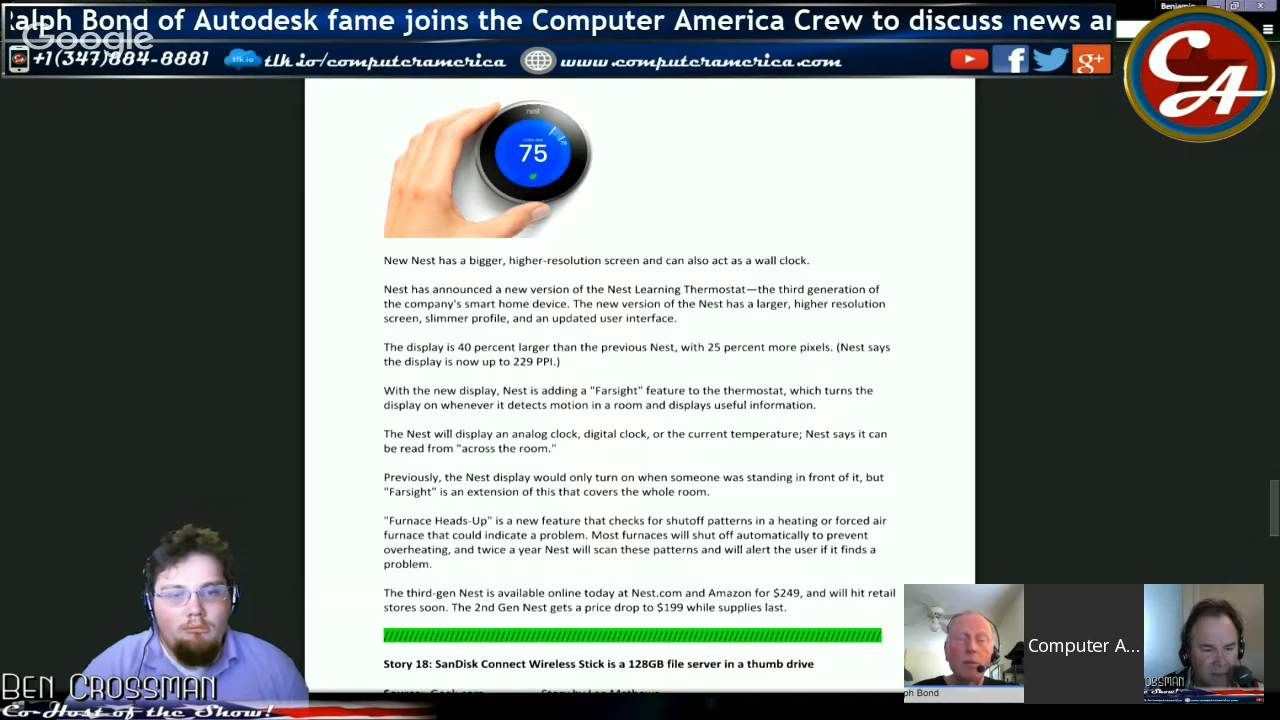 alph Bond of Autodesk fame joins the Computer America Crew to discuss news a
Benjamin
Google
+1(347)884-8881
tlk.io/computeramerica
www.computeramerica.com
f
g+
CA
nest
75
New Nest has a bigger, higher-resolution screen and can also act as a wall clock.
Nest has announced a new version of the Nest Learning Thermostat—the third generation of
the company's smart home device. The new version of the Nest has a larger, higher resolution
screen, slimmer profile, and an updated user interface.
The display is 40 percent larger than the previous Nest, with 25 percent more pixels. (Nest says
the display is now up to 229 PPI.)
With the new display, Nest is adding a "Farsight" feature to the thermostat, which turns the
display on whenever it detects motion in a room and displays useful information.
The Nest will display an analog clock, digital clock, or the current temperature; Nest says it can
be read from "across the room."
Previously, the Nest display would only turn on when someone was standing in front of it, but
"Farsight" is an extension of this that covers the whole room.
"Furnace Heads-Up" is a new feature that checks for shutoff patterns in a heating or forced air
furnace that could indicate a problem. Most furnaces will shut off automatically to prevent
overheating, and twice a year Nest will scan these patterns and will alert the user if it finds a
problem.
The third-gen Nest is available online today at Nest.com and Amazon for $249, and will hit retail
stores soon. The 2nd Gen Nest gets a price drop to $199 while supplies last.
Story 18: SanDisk Connect Wireless Stick is a 128GB file server in a thumb drive
Ben Crossman
Co-Host of the Show!
ph Bond
Computer A...
CROSSMAN